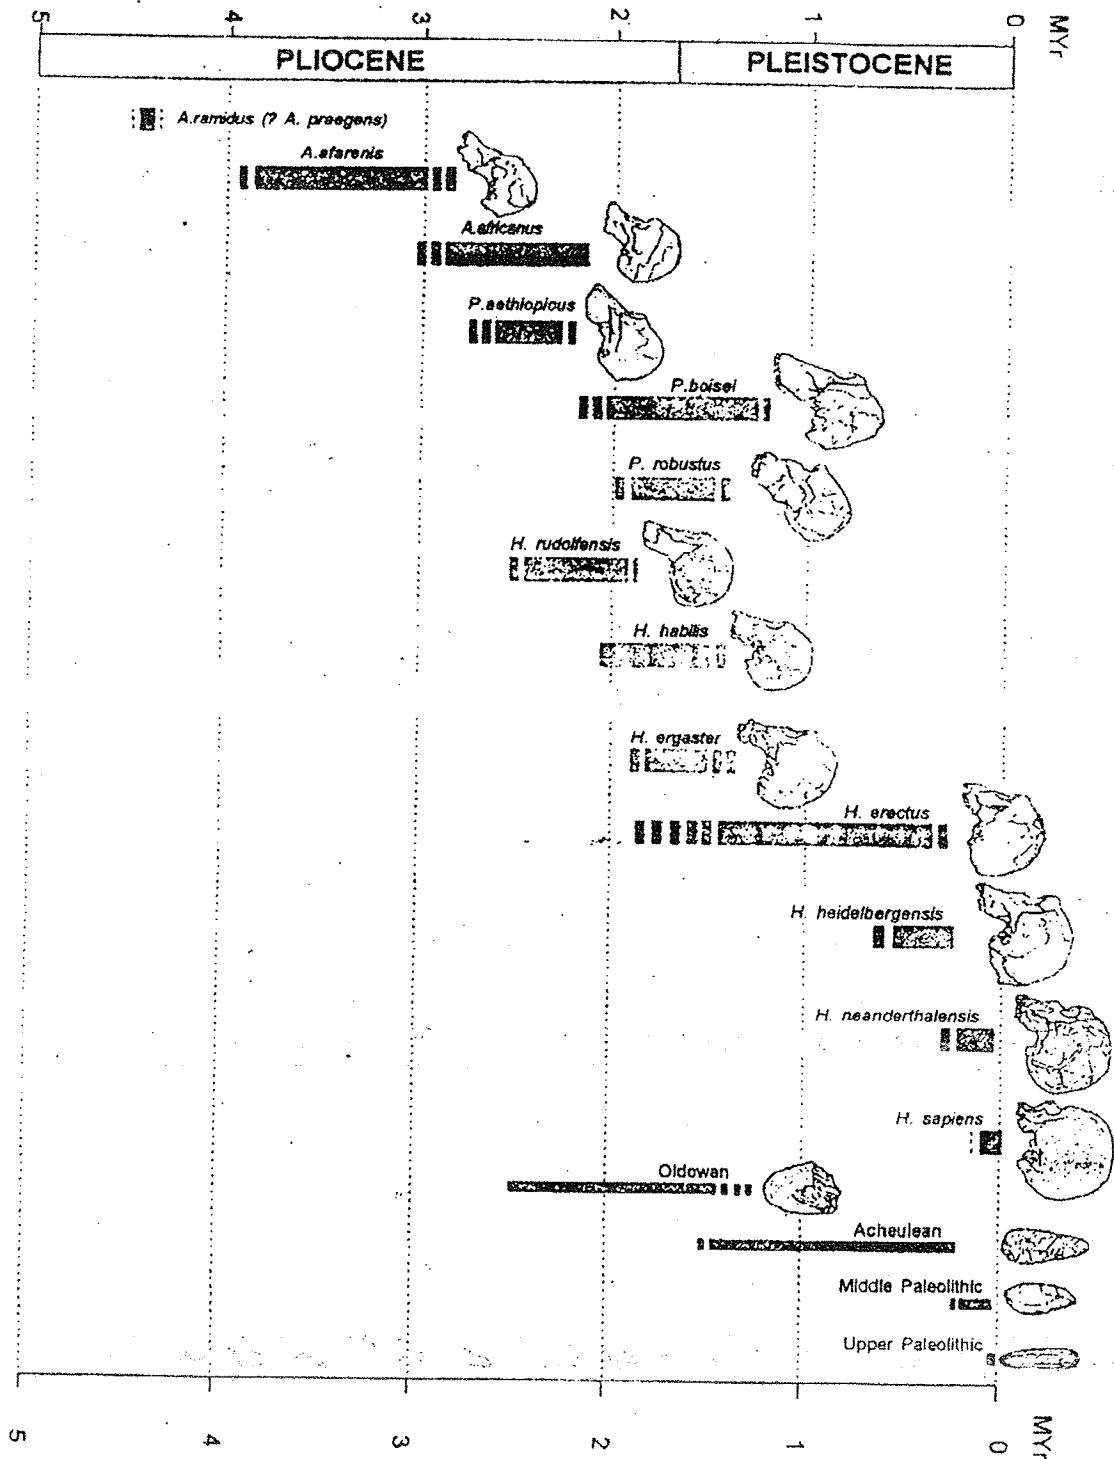 5 4 3 2 1 0 MYr
PLIOCENE PLEISTOCENE
A.ramidus (? A. praegens)
A.afarenis
A.africanus
P.aethiopicus
P.boisei
P. robustus
H. rudolfensis
H. habilis
H. ergaster
H. erectus
H. heidelbergensis
H. neanderthalensis
H. sapiens
Oldowan
Acheulean
Middle Paleolithic
Upper Paleolithic
5 4 3 2 1 0 MYr